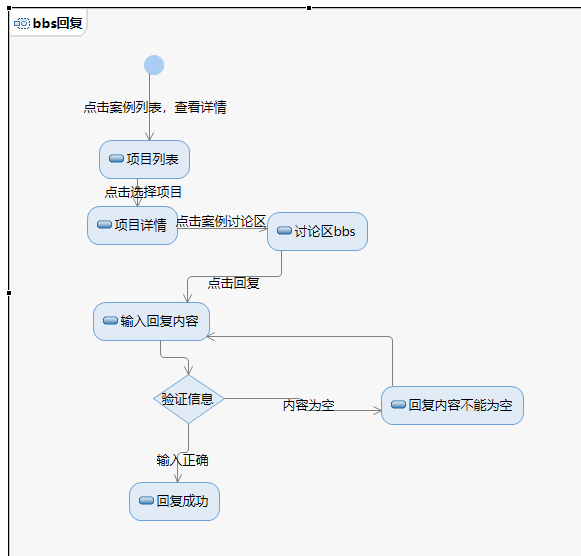 bbs回复
点击案例列表，查看详情
项目列表
点击选择项目
项目详情
点击案例讨论区
讨论区bbs
点击回复
输入回复内容
验证信息
内容为空
回复内容不能为空
输入正确
回复成功